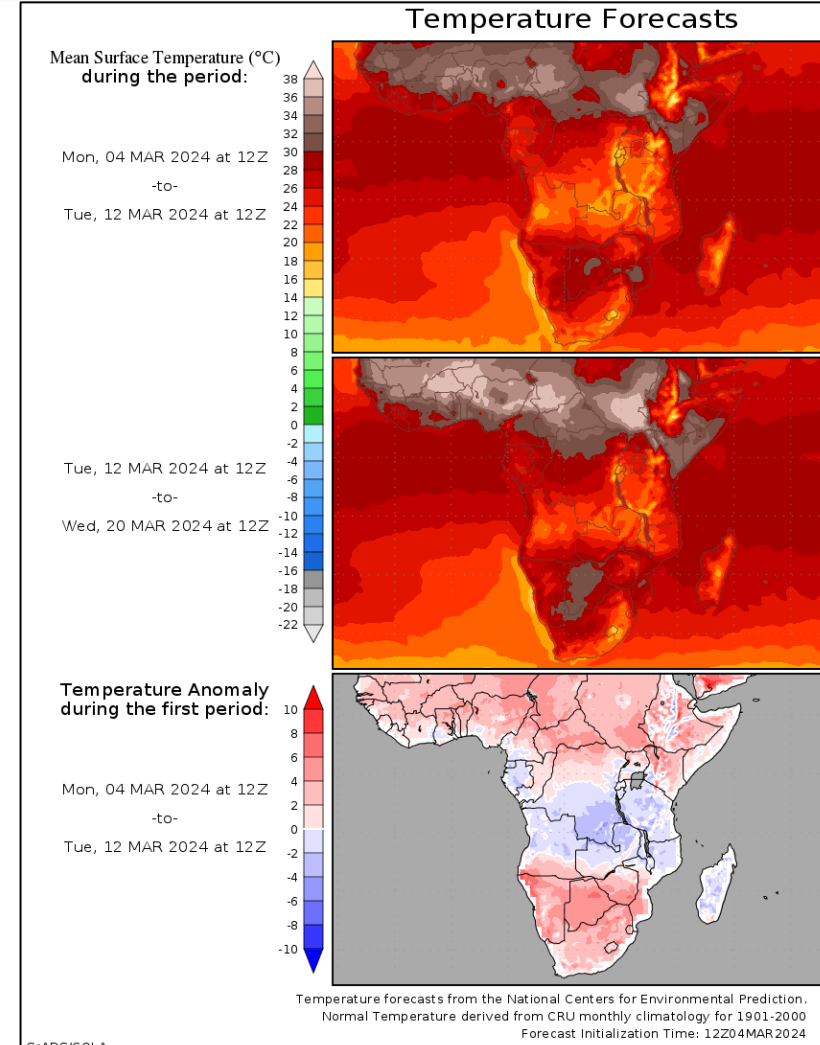 Temperature Forecasts
Mean Surface Temperature (°C)
during the period:
38
36
34
32
30
28
26
24
22
20
18
16
14
12
10
8
6
4
2
0
-2
-4
-6
-8
-10
-12
-14
-16
-18
-20
-22
Mon, 04 MAR 2024 at 12Z
-to-
Tue, 12 MAR 2024 at 12Z
Tue, 12 MAR 2024 at 12Z
-to-
Wed, 20 MAR 2024 at 12Z
Temperature Anomaly
during the first period:
10
8
6
4
2
0
-2
-4
-6
-8
-10
Mon, 04 MAR 2024 at 12Z
-to-
Tue, 12 MAR 2024 at 12Z
Temperature forecasts from the National Centers for Environmental Prediction.
Normal Temperature derived from CRU monthly climatology for 1901-2000
Forecast Initialization Time: 12Z04MAR2024